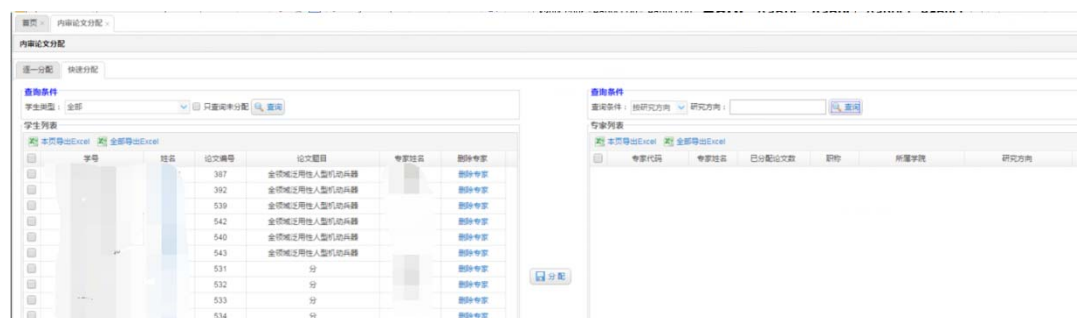 首页 × 内审论文分配 ×
内审论文分配
逐一分配 快速分配
查询条件
学生类型： 全部 只查询未分配 查询
学生列表
本页导出Excel 全部导出Excel
学号 姓名 论文编号 论文题目 专家姓名 删除专家
387 全领域泛用性人型机动兵器 删除专家
392 全领域泛用性人型机动兵器 删除专家
539 全领域泛用性人型机动兵器 删除专家
542 全领域泛用性人型机动兵器 删除专家
540 全领域泛用性人型机动兵器 删除专家
543 全领域泛用性人型机动兵器 删除专家
531 分 删除专家
532 分 删除专家
533 分 删除专家
534 分 删除专家
分配
查询条件
查询条件： 按研究方向 研究方向： 查询
专家列表
本页导出Excel 全部导出Excel
专家代码 专家姓名 已分配论文数 职称 所属学院 研究方向